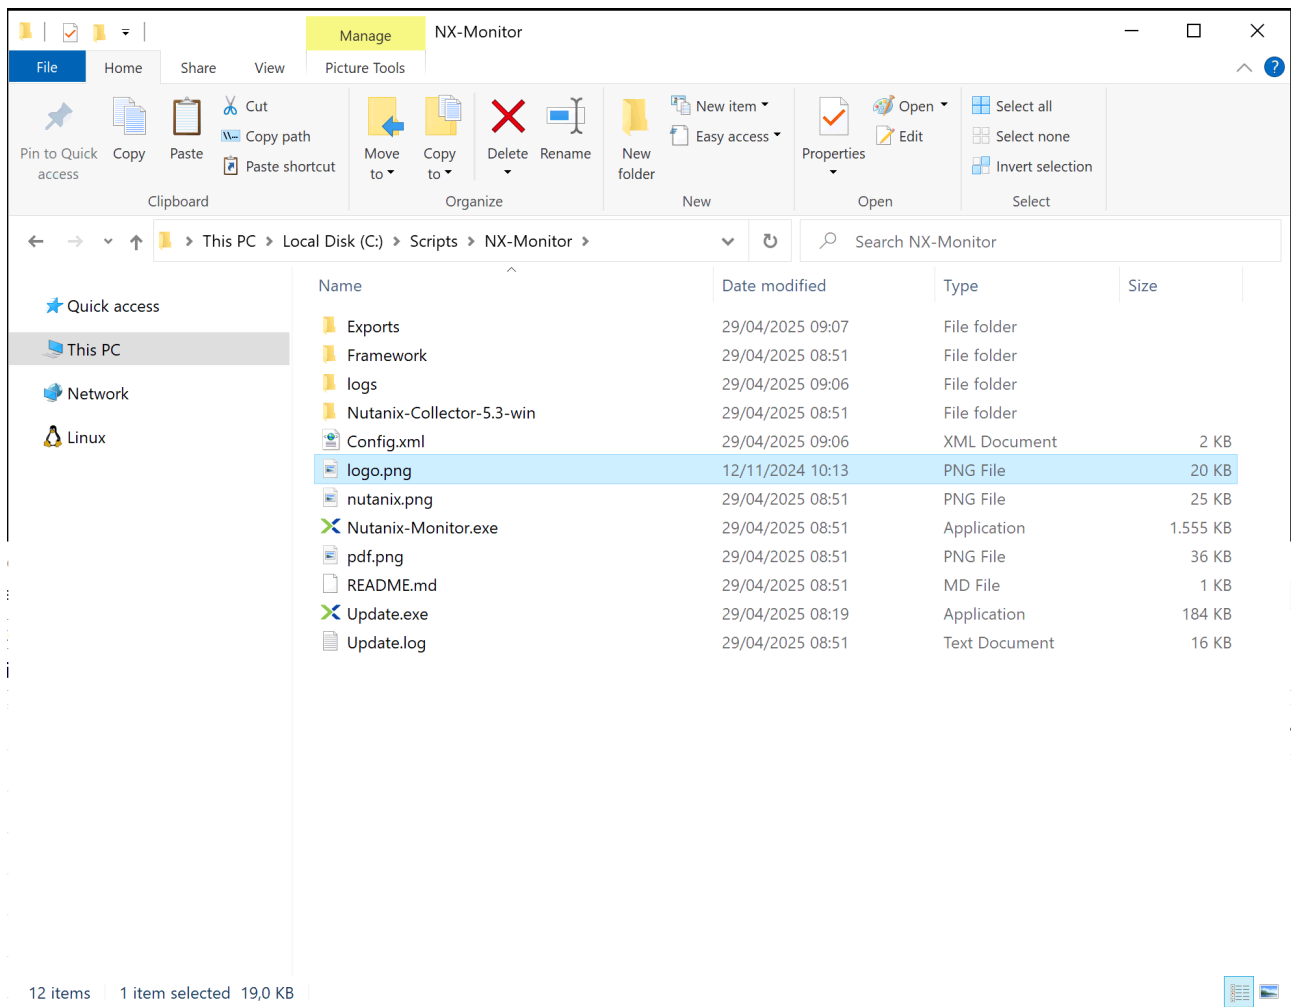 Manage
NX-Monitor
File
Home
Share
View
Picture Tools
?
Pin to Quick access
Copy
Paste
Cut
Copy path
Paste shortcut
Clipboard
Move to
Copy to
Delete
Rename
Organize
New folder
New item
Easy access
New
Properties
Open
Edit
Open
Select all
Select none
Invert selection
Select
This PC > Local Disk (C:) > Scripts > NX-Monitor >
Search NX-Monitor
Quick access
This PC
Network
Linux
Name Date modified Type Size
Exports 29/04/2025 09:07 File folder
Framework 29/04/2025 08:51 File folder
logs 29/04/2025 09:06 File folder
Nutanix-Collector-5.3-win 29/04/2025 08:51 File folder
Config.xml 29/04/2025 09:06 XML Document 2 KB
logo.png 12/11/2024 10:13 PNG File 20 KB
nutanix.png 29/04/2025 08:51 PNG File 25 KB
Nutanix-Monitor.exe 29/04/2025 08:51 Application 1.555 KB
pdf.png 29/04/2025 08:51 PNG File 36 KB
README.md 29/04/2025 08:51 MD File 1 KB
Update.exe 29/04/2025 08:19 Application 184 KB
Update.log 29/04/2025 08:51 Text Document 16 KB
12 items 1 item selected 19,0 KB